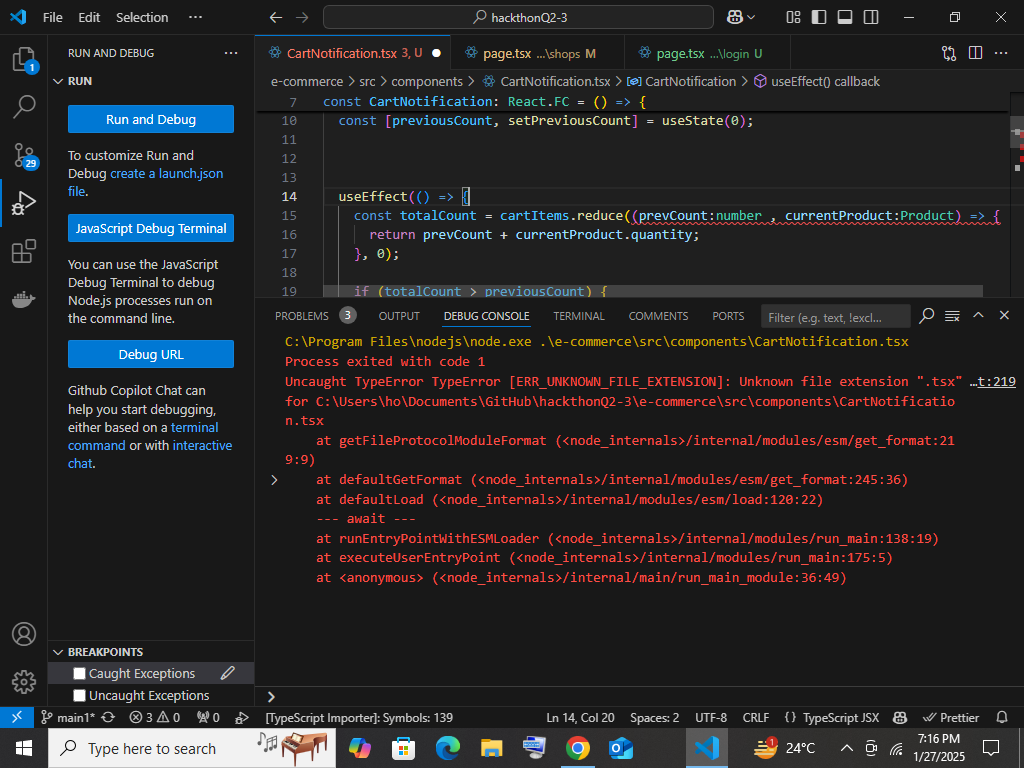 File Edit Selection ··· hackthonQ2-3
RUN AND DEBUG ···
RUN
Run and Debug
To customize Run and
Debug create a launch.json
file.
JavaScript Debug Terminal
You can use the JavaScript
Debug Terminal to debug
Node.js processes run on
the command line.
Debug URL
Github Copilot Chat can
help you start debugging,
either based on a terminal
command or with interactive
chat.
BREAKPOINTS
Caught Exceptions
Uncaught Exceptions
1
29
CartNotification.tsx 3, U page.tsx ...\shops M page.tsx ...\login U
e-commerce > src > components > CartNotification.tsx > CartNotification > useEffect() callback
7 const CartNotification: React.FC = () => {
10 const [previousCount, setPreviousCount] = useState(0);
11
12
13
14 useEffect(() => {
15 const totalCount = cartItems.reduce((prevCount:number , currentProduct:Product) => {
16 return prevCount + currentProduct.quantity;
17 }, 0);
18
19 if (totalCount > previousCount) {
PROBLEMS 3 OUTPUT DEBUG CONSOLE TERMINAL COMMENTS PORTS Filter (e.g. text, !excl...
C:\Program Files\nodejs\node.exe .\e-commerce\src\components\CartNotification.tsx
Process exited with code 1
Uncaught TypeError TypeError [ERR_UNKNOWN_FILE_EXTENSION]: Unknown file extension ".tsx" …t:219
for C:\Users\ho\Documents\GitHub\hackthonQ2-3\e-commerce\src\components\CartNotificatio
n.tsx
at getFileProtocolModuleFormat (<node_internals>/internal/modules/esm/get_format:21
9:9)
at defaultGetFormat (<node_internals>/internal/modules/esm/get_format:245:36)
at defaultLoad (<node_internals>/internal/modules/esm/load:120:22)
--- await ---
at runEntryPointWithESMLoader (<node_internals>/internal/modules/run_main:138:19)
at executeUserEntryPoint (<node_internals>/internal/modules/run_main:175:5)
at <anonymous> (<node_internals>/internal/main/run_main_module:36:49)
main1* 3 0 0 [TypeScript Importer]: Symbols: 139 Ln 14, Col 20 Spaces: 2 UTF-8 CRLF {} TypeScript JSX Prettier
Type here to search 1 24°C 7:16 PM
1/27/2025